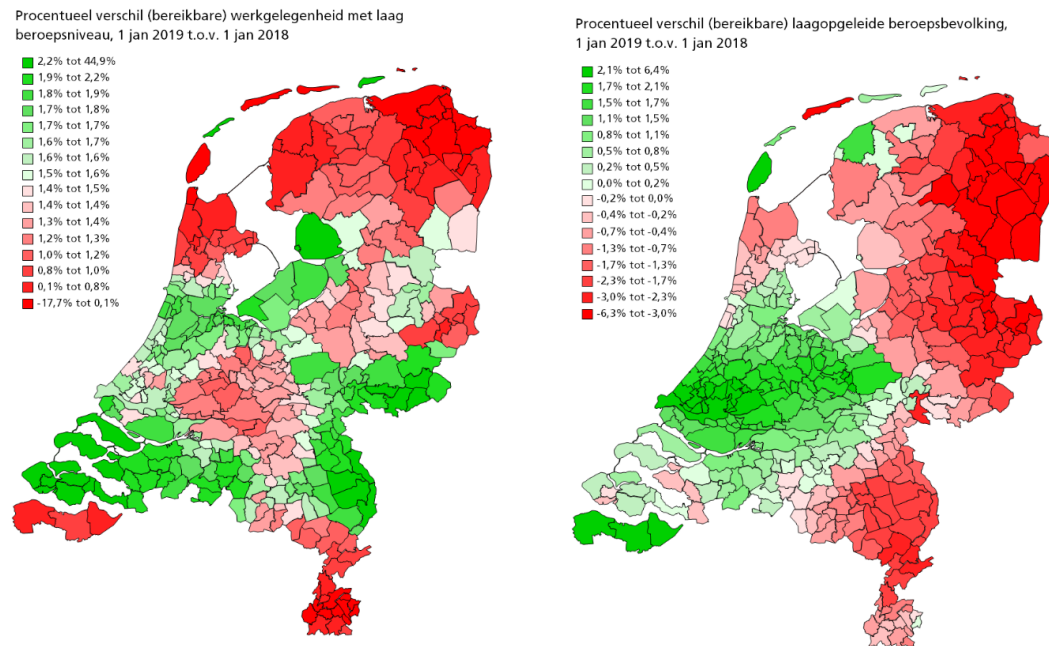 Procentueel verschil (bereikbare) werkgelegenheid met laag
beroepsniveau, 1 jan 2019 t.o.v. 1 jan 2018
2,2% tot 44,9%
1,9% tot 2,2%
1,8% tot 1,9%
1,7% tot 1,8%
1,7% tot 1,7%
1,6% tot 1,7%
1,6% tot 1,6%
1,5% tot 1,6%
1,4% tot 1,5%
1,4% tot 1,4%
1,3% tot 1,4%
1,2% tot 1,3%
1,0% tot 1,2%
0,8% tot 1,0%
0,1% tot 0,8%
-17,7% tot 0,1%
Procentueel verschil (bereikbare) laagopgeleide beroepsbevolking,
1 jan 2019 t.o.v. 1 jan 2018
2,1% tot 6,4%
1,7% tot 2,1%
1,5% tot 1,7%
1,1% tot 1,5%
0,8% tot 1,1%
0,5% tot 0,8%
0,2% tot 0,5%
0,0% tot 0,2%
-0,2% tot 0,0%
-0,4% tot -0,2%
-0,7% tot -0,4%
-1,3% tot -0,7%
-1,7% tot -1,3%
-2,3% tot -1,7%
-3,0% tot -2,3%
-6,3% tot -3,0%